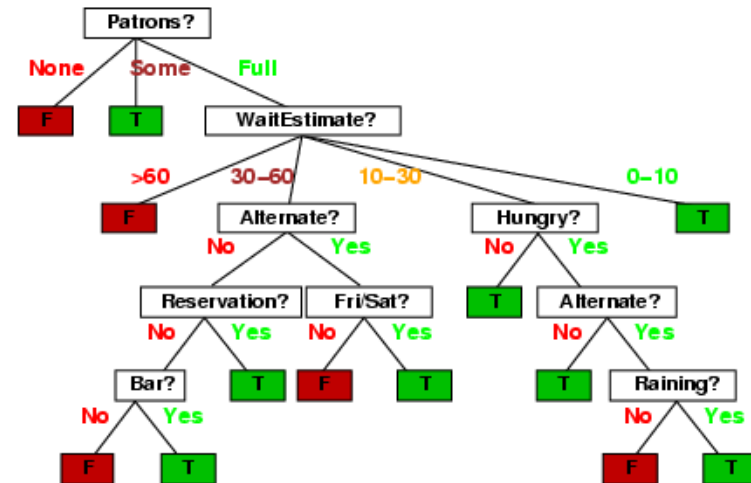 Patrons?
None Some Full
F T WaitEstimate?
>60 30–60 10–30 0–10
F Alternate? Hungry? T
No Yes No Yes
Reservation? Fri/Sat? T Alternate?
No Yes No Yes No Yes
Bar? T F T T Raining?
No Yes No Yes
F T F T